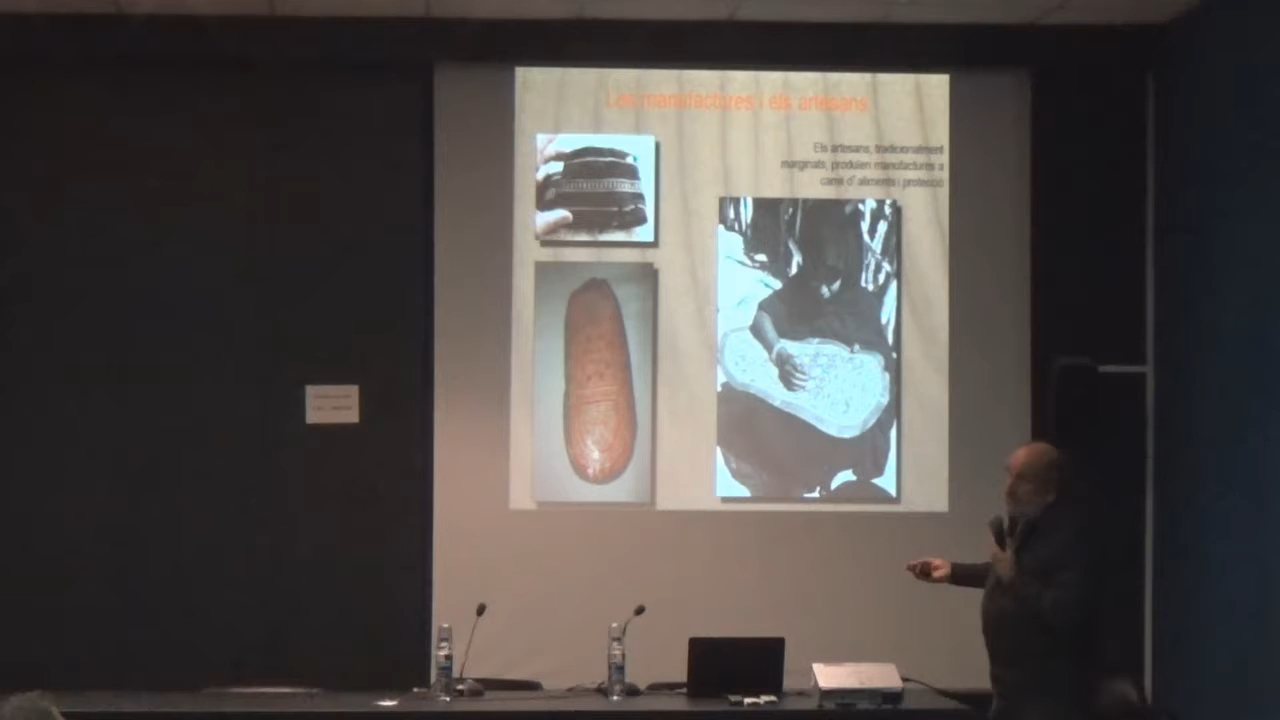 Les manufactures i els artesans
Els artesans, tradicionalment
marginats, produïen manufactures a
canvi d'aliments i protecció